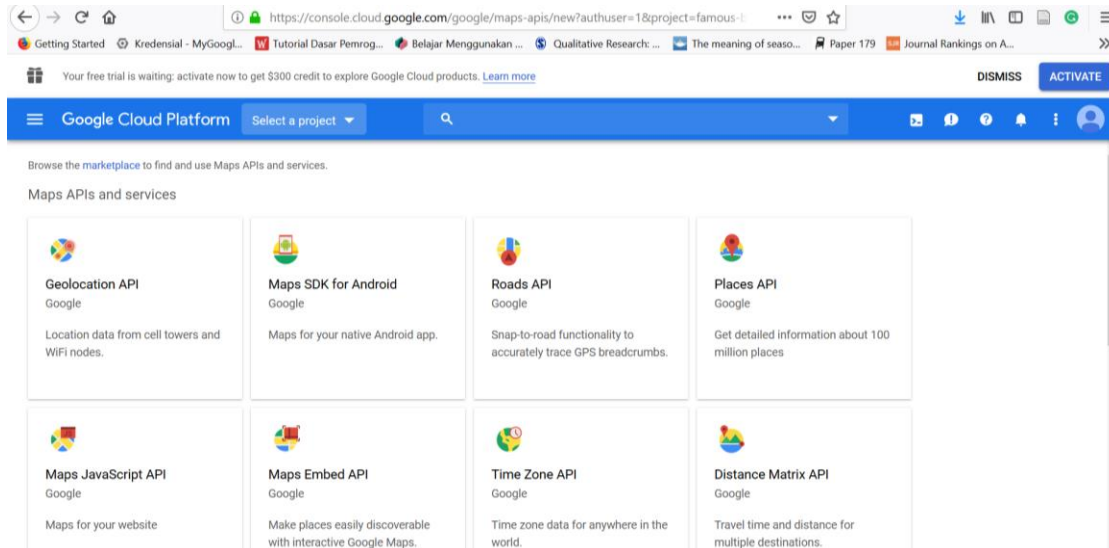 https://console.cloud.google.com/google/maps-apis/new?authuser=1&project=famous-
Getting Started Kredensial - MyGoogl... Tutorial Dasar Pemrog... Belajar Menggunakan ... Qualitative Research: ... The meaning of seaso... Paper 179 Journal Rankings on A...
Your free trial is waiting: activate now to get $300 credit to explore Google Cloud products. Learn more
DISMISS
ACTIVATE
Google Cloud Platform
Select a project
Browse the marketplace to find and use Maps APIs and services.
Maps APIs and services
Geolocation API
Google
Location data from cell towers and
WiFi nodes.
Maps SDK for Android
Google
Maps for your native Android app.
Roads API
Google
Snap-to-road functionality to
accurately trace GPS breadcrumbs.
Places API
Google
Get detailed information about 100
million places
Maps JavaScript API
Google
Maps for your website
Maps Embed API
Google
Make places easily discoverable
with interactive Google Maps.
Time Zone API
Google
Time zone data for anywhere in the
world.
Distance Matrix API
Google
Travel time and distance for
multiple destinations.